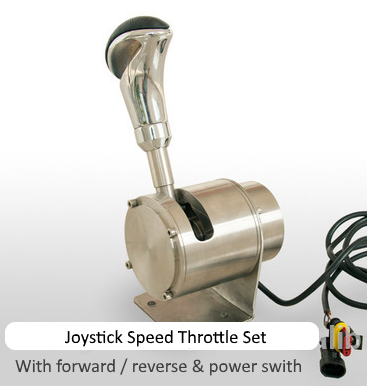 Joystick Speed Throttle Set
With forward / reverse & power swith